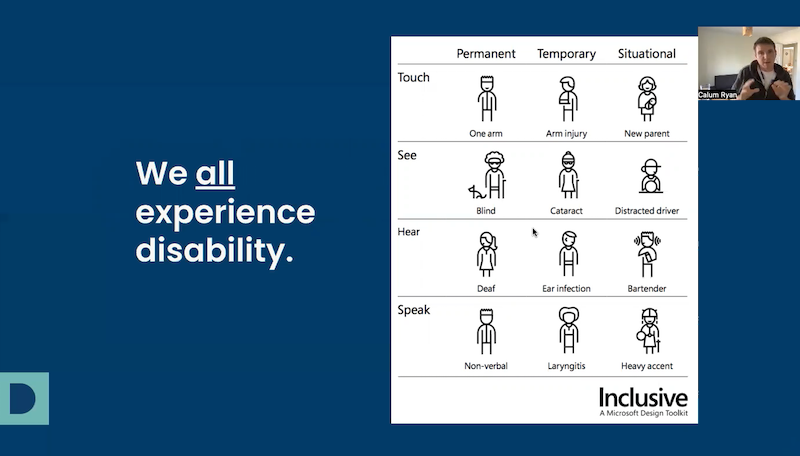 We all
experience
disability.
Permanent Temporary Situational
Touch
One arm Arm injury New parent
See
Blind Cataract Distracted driver
Hear
Deaf Ear infection Bartender
Speak
Non-verbal Laryngitis Heavy accent
Inclusive
A Microsoft Design Toolkit
Calum Ryan
D